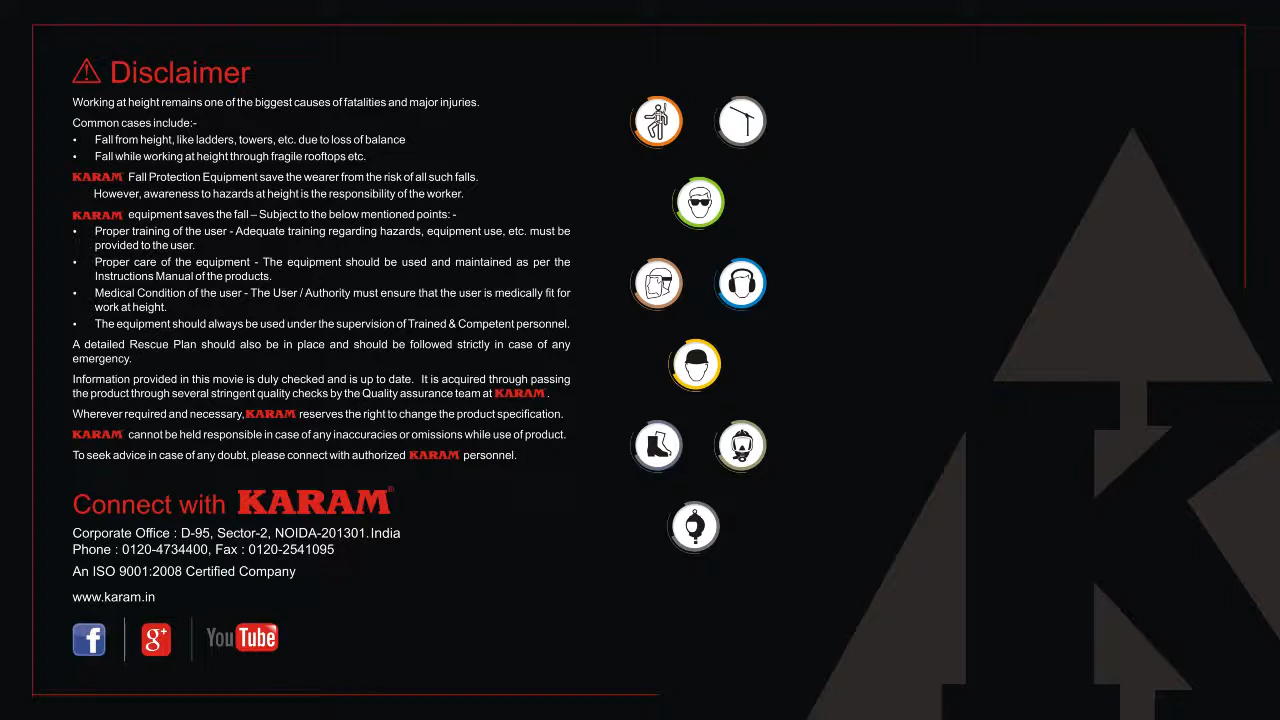 Disclaimer
Working at height remains one of the biggest causes of fatalities and major injuries.
Common cases include:-
• Fall from height, like ladders, towers, etc. due to loss of balance
• Fall while working at height through fragile rooftops etc.
KARAM Fall Protection Equipment save the wearer from the risk of all such falls.
However, awareness to hazards at height is the responsibility of the worker.
KARAM equipment saves the fall – Subject to the below mentioned points: -
• Proper training of the user - Adequate training regarding hazards, equipment use, etc. must be
provided to the user.
• Proper care of the equipment - The equipment should be used and maintained as per the
Instructions Manual of the products.
• Medical Condition of the user - The User / Authority must ensure that the user is medically fit for
work at height.
• The equipment should always be used under the supervision of Trained & Competent personnel.
A detailed Rescue Plan should also be in place and should be followed strictly in case of any
emergency.
Information provided in this movie is duly checked and is up to date. It is acquired through passing
the product through several stringent quality checks by the Quality assurance team at KARAM .
Wherever required and necessary, KARAM reserves the right to change the product specification.
KARAM cannot be held responsible in case of any inaccuracies or omissions while use of product.
To seek advice in case of any doubt, please connect with authorized KARAM personnel.
Connect with KARAM®
Corporate Office : D-95, Sector-2, NOIDA-201301. India
Phone : 0120-4734400, Fax : 0120-2541095
An ISO 9001:2008 Certified Company
www.karam.in
f g+ YouTube